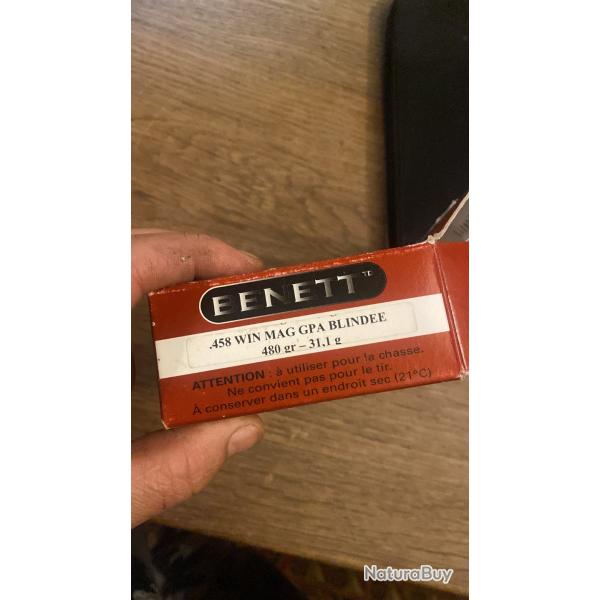 BENETT TD
.458 WIN MAG GPA BLINDEE
480 gr – 31,1 g
ATTENTION : à utiliser pour la chasse.
Ne convient pas pour le tir.
À conserver dans un endroit sec (21°C)
NaturaBuy